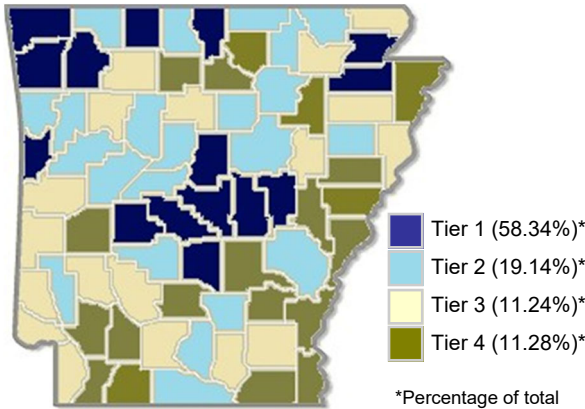 Tier 1 (58.34%)*
Tier 2 (19.14%)*
Tier 3 (11.24%)*
Tier 4 (11.28%)*
*Percentage of total